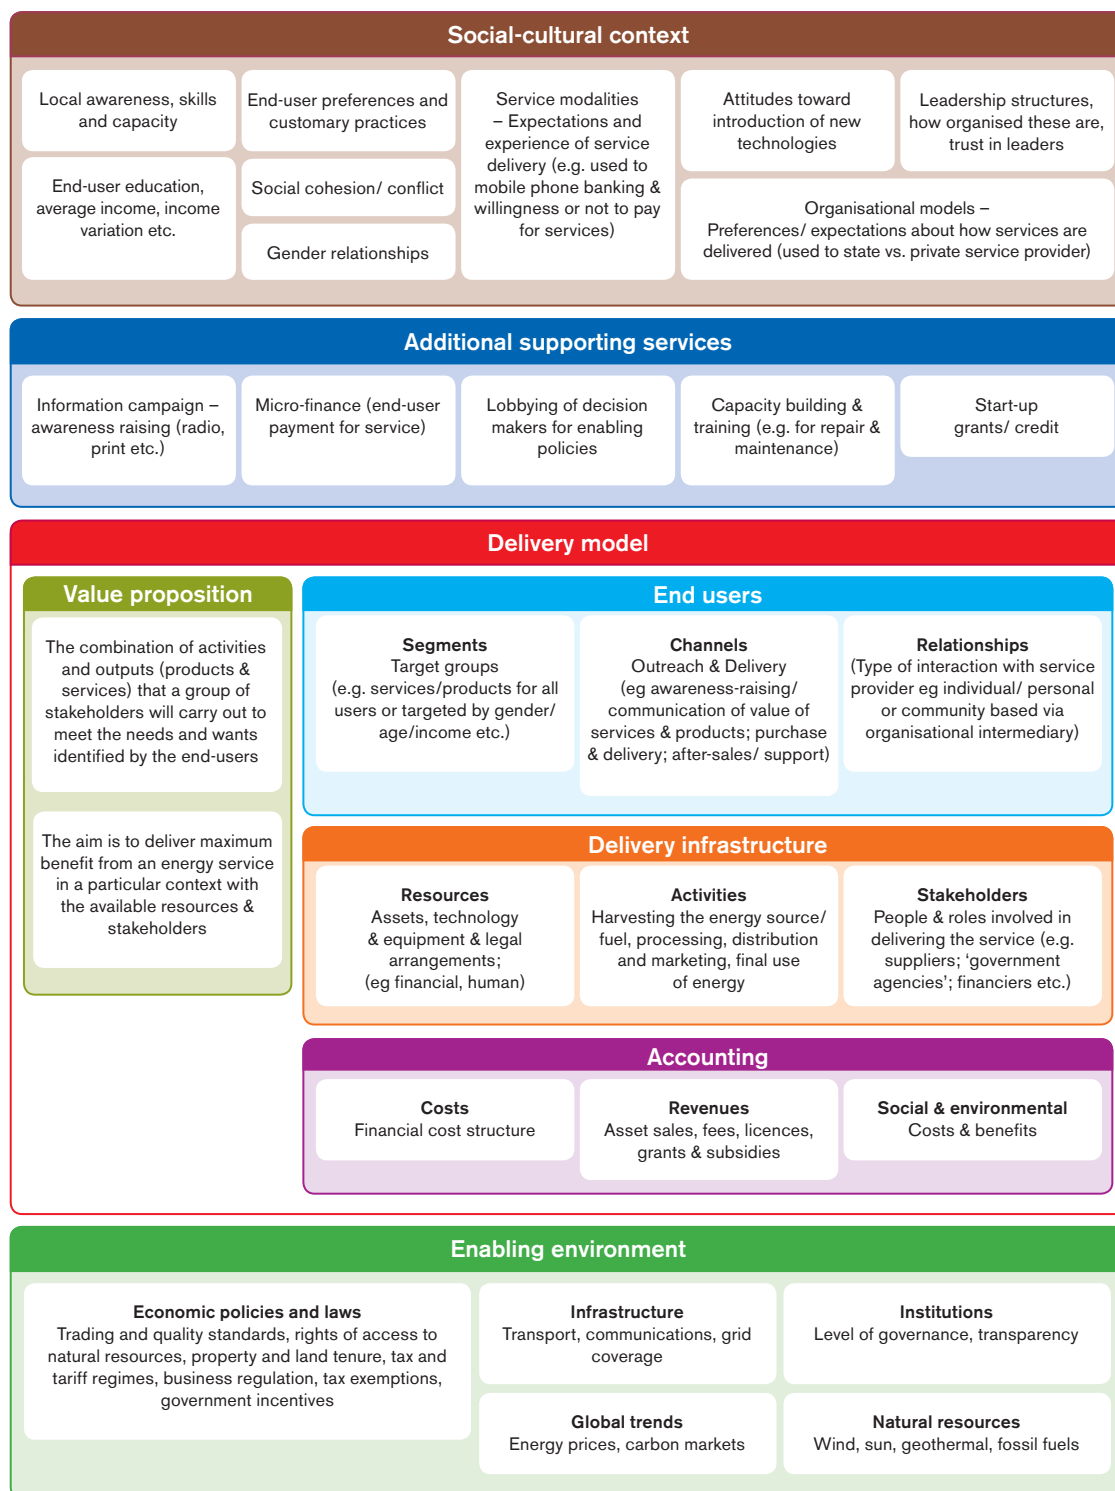 Social-cultural context
Local awareness, skills
and capacity
End-user education,
average income, income
variation etc.
End-user preferences and
customary practices
Social cohesion/ conflict
Gender relationships
Service modalities
– Expectations and
experience of service
delivery (e.g. used to
mobile phone banking &
willingness or not to pay
for services)
Attitudes toward
introduction of new
technologies
Leadership structures,
how organised these are,
trust in leaders
Organisational models –
Preferences/ expectations about how services are
delivered (used to state vs. private service provider)
Additional supporting services
Information campaign –
awareness raising (radio,
print etc.)
Micro-finance (end-user
payment for service)
Lobbying of decision
makers for enabling
policies
Capacity building &
training (e.g. for repair &
maintenance)
Start-up
grants/ credit
Delivery model
Value proposition
The combination of activities
and outputs (products &
services) that a group of
stakeholders will carry out to
meet the needs and wants
identified by the end-users
The aim is to deliver maximum
benefit from an energy service
in a particular context with
the available resources &
stakeholders
End users
Segments
Target groups
(e.g. services/products for all
users or targeted by gender/
age/income etc.)
Channels
Outreach & Delivery
(eg awareness-raising/
communication of value of
services & products; purchase
& delivery; after-sales/ support)
Relationships
(Type of interaction with service
provider eg individual/ personal
or community based via
organisational intermediary)
Delivery infrastructure
Resources
Assets, technology
& equipment & legal
arrangements;
(eg financial, human)
Activities
Harvesting the energy source/
fuel, processing, distribution
and marketing, final use
of energy
Stakeholders
People & roles involved in
delivering the service (e.g.
suppliers; ‘government
agencies’; financiers etc.)
Accounting
Costs
Financial cost structure
Revenues
Asset sales, fees, licences,
grants & subsidies
Social & environmental
Costs & benefits
Enabling environment
Economic policies and laws
Trading and quality standards, rights of access to
natural resources, property and land tenure, tax and
tariff regimes, business regulation, tax exemptions,
government incentives
Infrastructure
Transport, communications, grid
coverage
Institutions
Level of governance, transparency
Global trends
Energy prices, carbon markets
Natural resources
Wind, sun, geothermal, fossil fuels